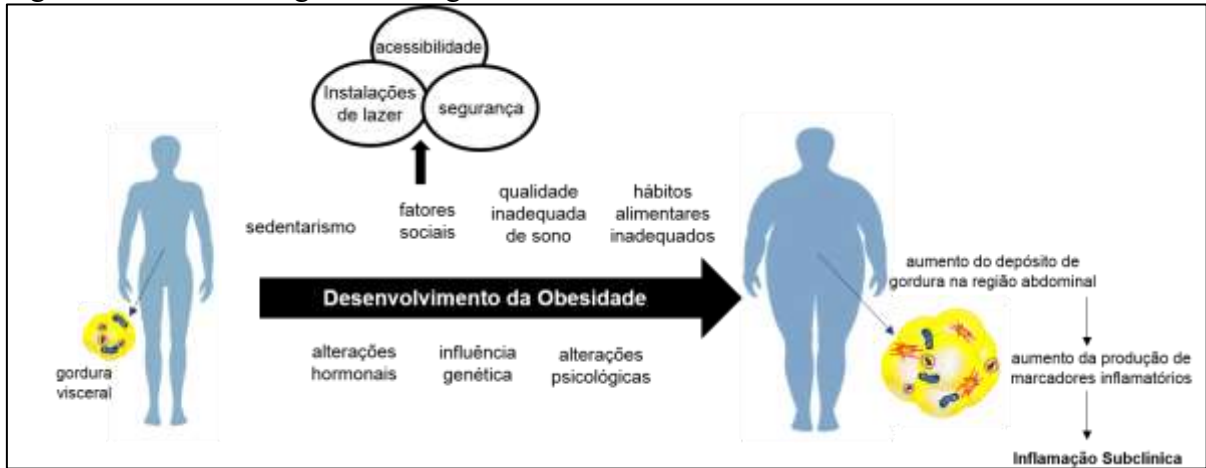 acessibilidade
Instalações
de lazer
segurança
sedentarismo
fatores
sociais
qualidade
inadequada
de sono
hábitos
alimentares
inadequados
Desenvolvimento da Obesidade
alterações
hormonais
influência
genética
alterações
psicológicas
gordura
visceral
aumento do depósito de
gordura na região abdominal
aumento da produção de
marcadores inflamatórios
Inflamação Subclinica